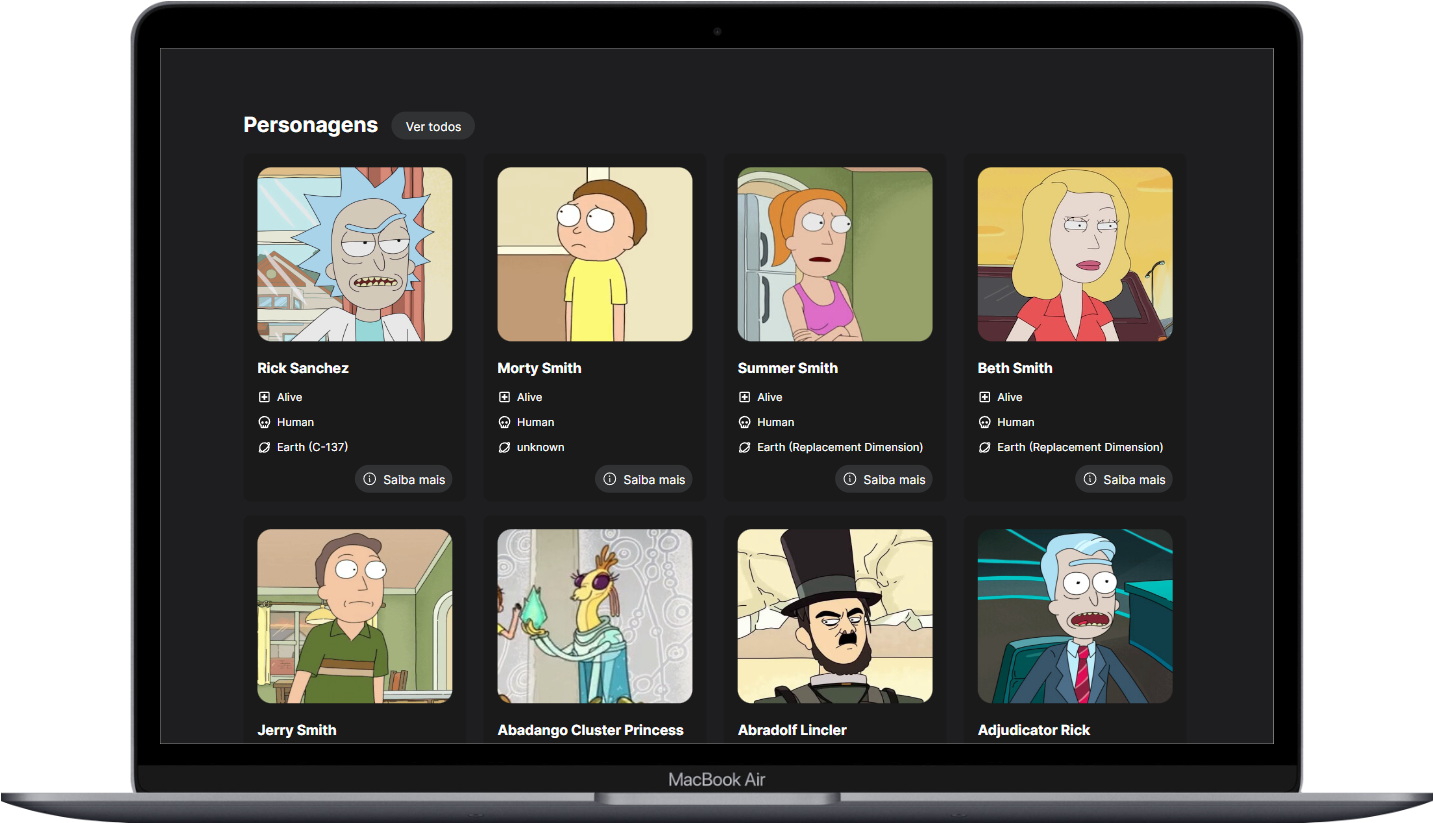 Personagens
Ver todos
Rick Sanchez
Alive
Human
Earth (C-137)
Saiba mais
Morty Smith
Alive
Human
unknown
Saiba mais
Summer Smith
Alive
Human
Earth (Replacement Dimension)
Saiba mais
Beth Smith
Alive
Human
Earth (Replacement Dimension)
Saiba mais
Jerry Smith
Abadango Cluster Princess
Abradolf Lincler
Adjudicator Rick
MacBook Air